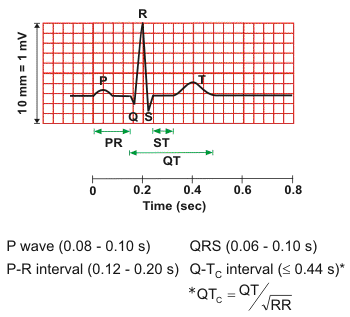 R
10 mm = 1 mV
P
T
Q S
PR
ST
QT
0 0.2 0.4 0.6 0.8
Time (sec)
P wave (0.08 - 0.10 s) QRS (0.06 - 0.10 s)
P-R interval (0.12 - 0.20 s) Q-Tc interval (≤ 0.44 s)*
*QTc = QT/√RR